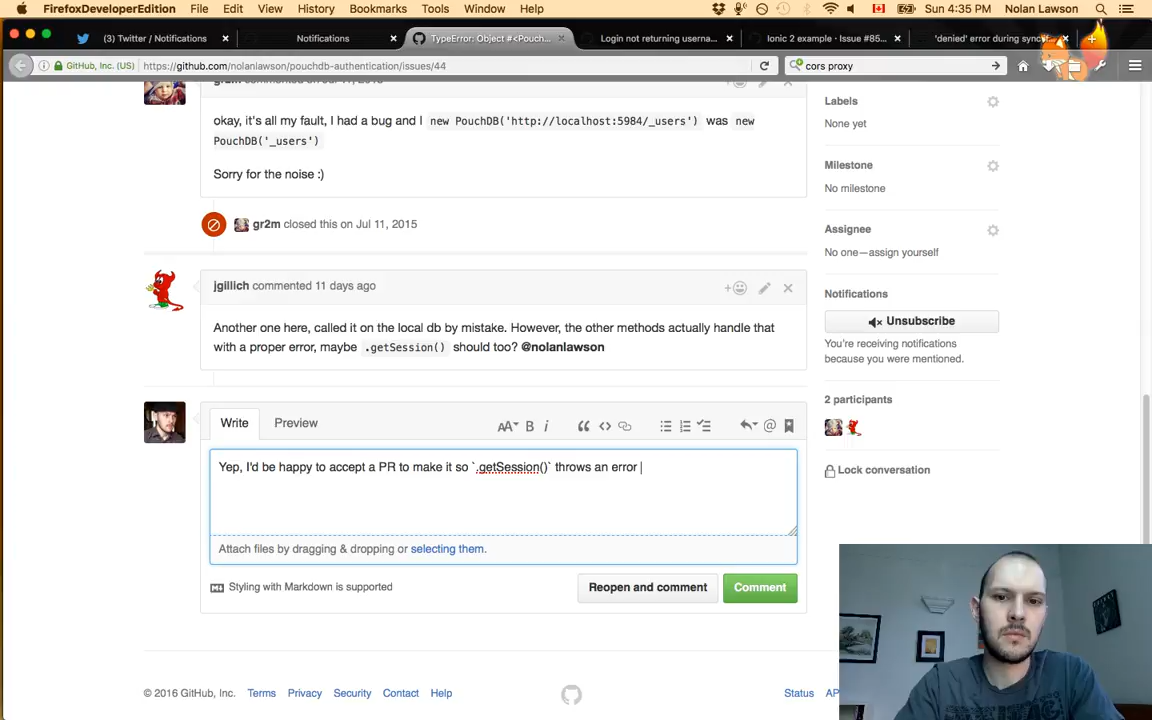 FirefoxDeveloperEdition File Edit View History Bookmarks Tools Window Help Sun 4:35 PM Nolan Lawson
(3) Twitter / Notifications Notifications TypeError: Object #<Pouch... Login not returning userna... Ionic 2 example · Issue #85... 'denied' error during sync
GitHub, Inc. (US) https://github.com/nolanlawson/pouchdb-authentication/issues/44 cors proxy
okay, it's all my fault, I had a bug and I new PouchDB('http://localhost:5984/_users') was new
PouchDB('_users')
Sorry for the noise :)
gr2m closed this on Jul 11, 2015
jgillich commented 11 days ago
Another one here, called it on the local db by mistake. However, the other methods actually handle that
with a proper error, maybe .getSession() should too? @nolanlawson
Write Preview
AA B i
Yep, I'd be happy to accept a PR to make it so `.getSession()` throws an error
Attach files by dragging & dropping or selecting them.
Styling with Markdown is supported Reopen and comment Comment
Labels
None yet
Milestone
No milestone
Assignee
No one—assign yourself
Notifications
Unsubscribe
You're receiving notifications
because you were mentioned.
2 participants
Lock conversation
© 2016 GitHub, Inc. Terms Privacy Security Contact Help Status